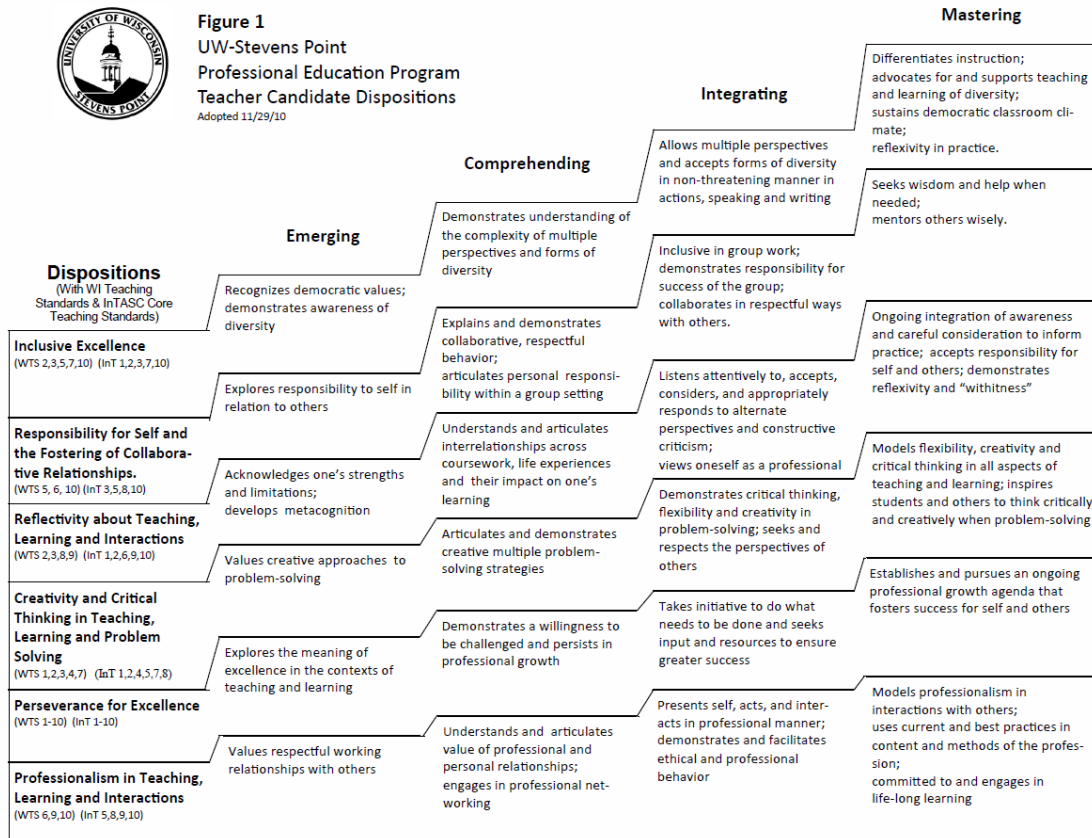 UNIVERSITY OF WISCONSIN
STEVENS POINT
Figure 1
UW-Stevens Point
Professional Education Program
Teacher Candidate Dispositions
Adopted 11/29/10
Dispositions
(With WI Teaching
Standards & InTASC Core
Teaching Standards)
Emerging
Comprehending
Integrating
Mastering
Inclusive Excellence
(WTS 2,3,5,7,10) (InT 1,2,3,7,10)
Recognizes democratic values;
demonstrates awareness of
diversity
Demonstrates understanding of
the complexity of multiple
perspectives and forms of
diversity
Allows multiple perspectives
and accepts forms of diversity
in non-threatening manner in
actions, speaking and writing
Differentiates instruction;
advocates for and supports teaching
and learning of diversity;
sustains democratic classroom cli-
mate;
reflexivity in practice.
Responsibility for Self and
the Fostering of Collabora-
tive Relationships.
(WTS 5, 6, 10) (InT 3,5,8,10)
Explores responsibility to self in
relation to others
Explains and demonstrates
collaborative, respectful
behavior;
articulates personal responsi-
bility within a group setting
Inclusive in group work;
demonstrates responsibility for
success of the group;
collaborates in respectful ways
with others.
Seeks wisdom and help when
needed;
mentors others wisely.
Reflectivity about Teaching,
Learning and Interactions
(WTS 2,3,8,9) (InT 1,2,6,9,10)
Acknowledges one's strengths
and limitations;
develops metacognition
Understands and articulates
interrelationships across
coursework, life experiences
and their impact on one's
learning
Listens attentively to, accepts,
considers, and appropriately
responds to alternate
perspectives and constructive
criticism;
views oneself as a professional
Ongoing integration of awareness
and careful consideration to inform
practice; accepts responsibility for
self and others; demonstrates
reflexivity and “withitness”
Creativity and Critical
Thinking in Teaching,
Learning and Problem
Solving
(WTS 1,2,3,4,7) (InT 1,2,4,5,7,8)
Values creative approaches to
problem-solving
Articulates and demonstrates
creative multiple problem-
solving strategies
Demonstrates critical thinking,
flexibility and creativity in
problem-solving; seeks and
respects the perspectives of
others
Models flexibility, creativity and
critical thinking in all aspects of
teaching and learning; inspires
students and others to think critically
and creatively when problem-solving
Perseverance for Excellence
(WTS 1-10) (InT 1-10)
Explores the meaning of
excellence in the contexts of
teaching and learning
Demonstrates a willingness to
be challenged and persists in
professional growth
Takes initiative to do what
needs to be done and seeks
input and resources to ensure
greater success
Establishes and pursues an ongoing
professional growth agenda that
fosters success for self and others
Professionalism in Teaching,
Learning and Interactions
(WTS 6,9,10) (InT 5,8,9,10)
Values respectful working
relationships with others
Understands and articulates
value of professional and
personal relationships;
engages in professional net-
working
Presents self, acts, and inter-
acts in professional manner;
demonstrates and facilitates
ethical and professional
behavior
Models professionalism in
interactions with others;
uses current and best practices in
content and methods of the profes-
sion;
committed to and engages in
life-long learning